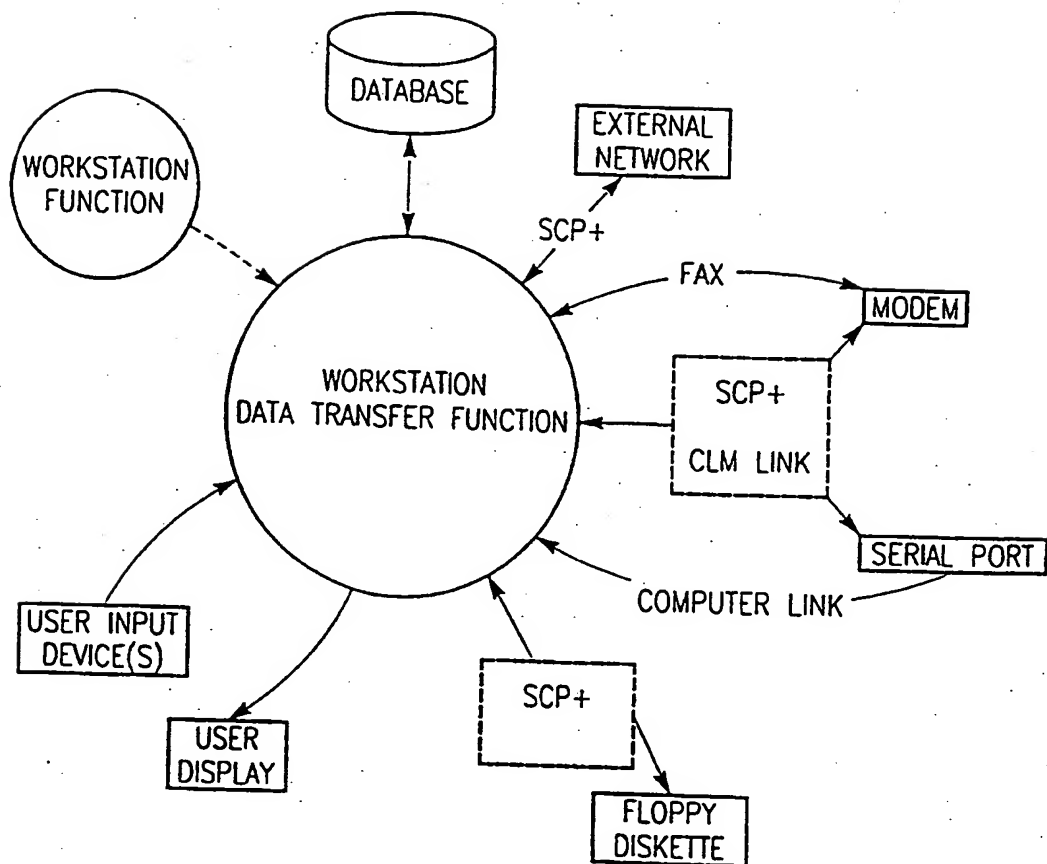 DATABASE
EXTERNAL
NETWORK
WORKSTATION
FUNCTION
SCP+
FAX
MODEM
WORKSTATION
DATA TRANSFER FUNCTION
SCP+
CLM LINK
SERIAL PORT
COMPUTER LINK
USER INPUT
DEVICE(S)
SCP+
USER
DISPLAY
FLOPPY
DISKETTE